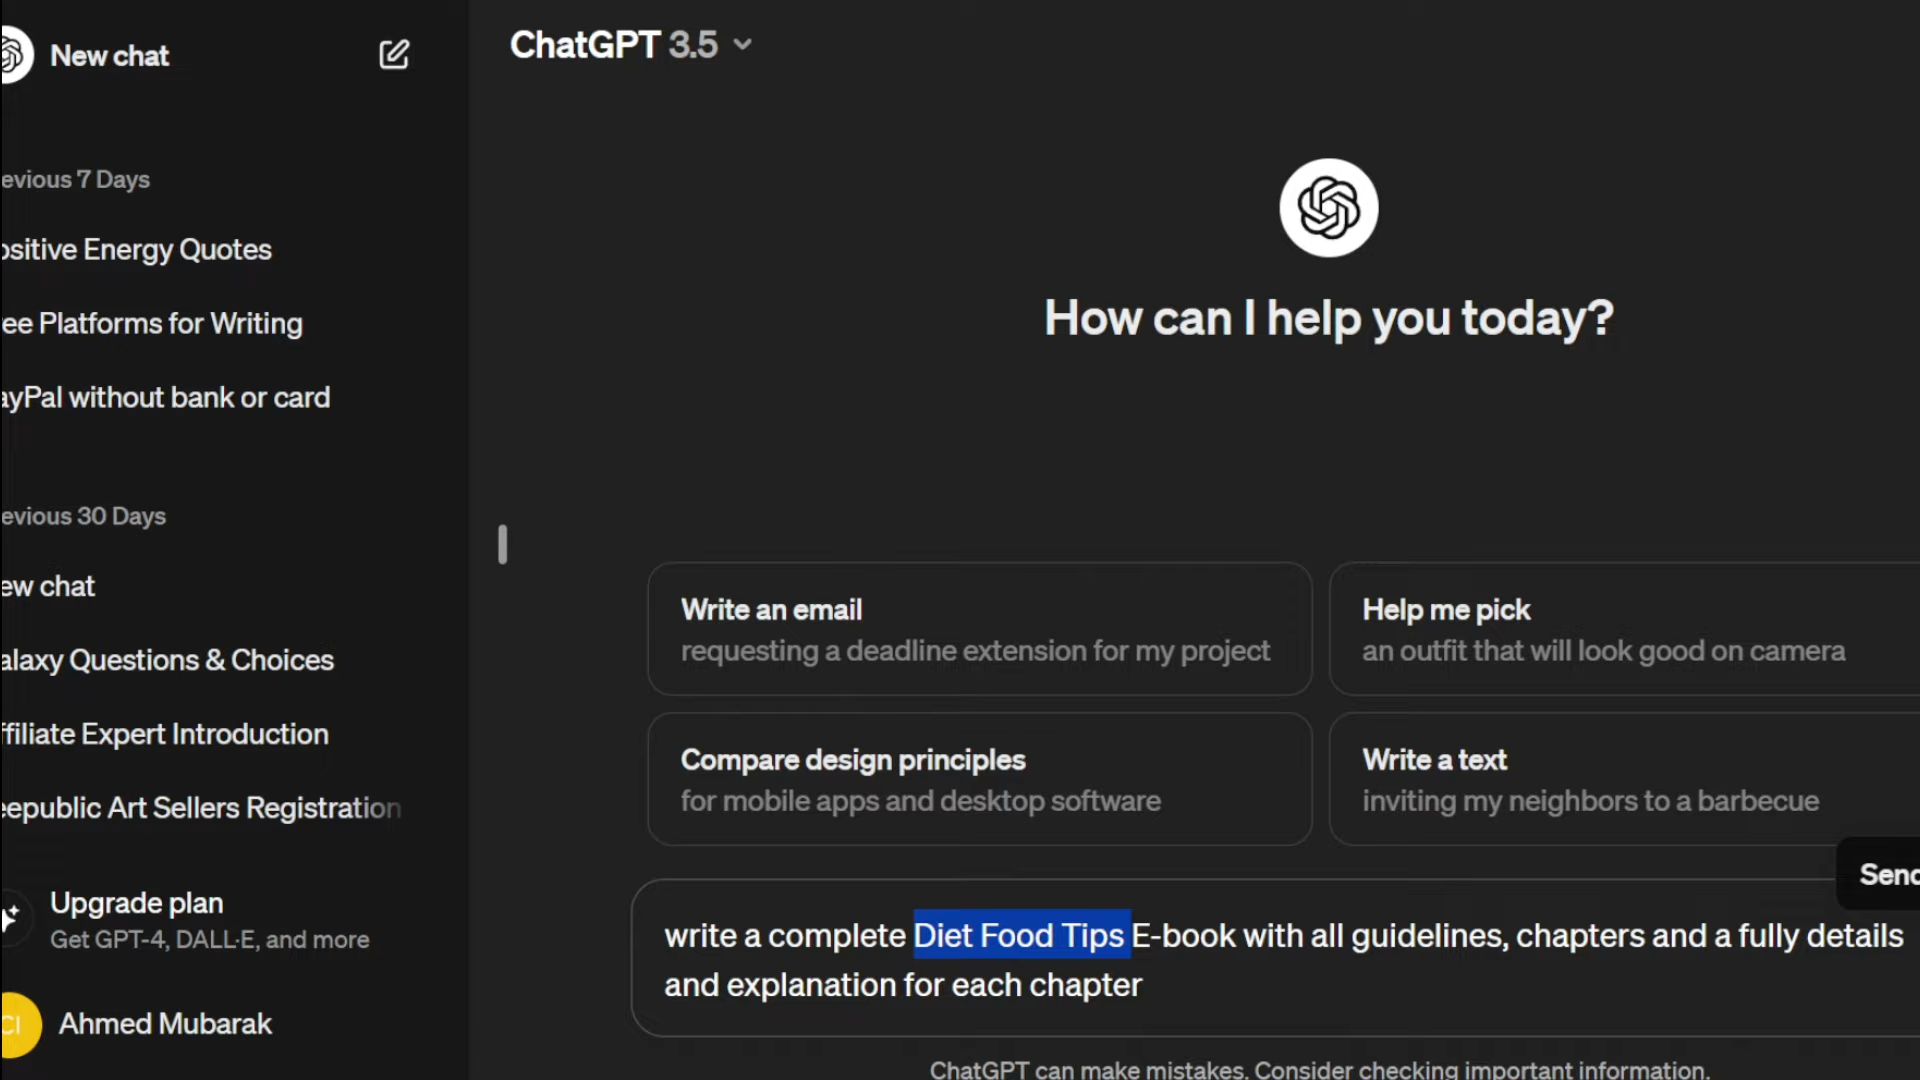 New chat
evious 7 Days
ositive Energy Quotes
ee Platforms for Writing
ayPal without bank or card
evious 30 Days
ew chat
alaxy Questions & Choices
ffiliate Expert Introduction
eepublic Art Sellers Registration
Upgrade plan
Get GPT-4, DALL·E, and more
CI
Ahmed Mubarak
ChatGPT 3.5
How can I help you today?
Write an email
requesting a deadline extension for my project
Help me pick
an outfit that will look good on camera
Compare design principles
for mobile apps and desktop software
Write a text
inviting my neighbors to a barbecue
Send
write a complete Diet Food Tips E-book with all guidelines, chapters and a fully details
and explanation for each chapter
ChatGPT can make mistakes. Consider checking important information.